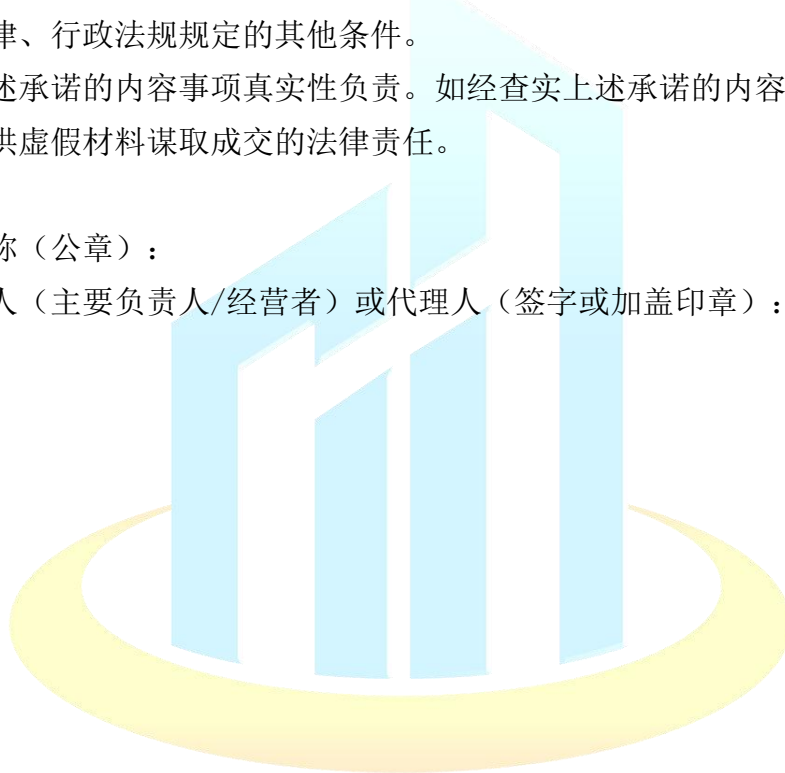 律、行政法规规定的其他条件。
述承诺的内容事项真实性负责。如经查实上述承诺的内容
供虚假材料谋取成交的法律责任。
称（公章）：
人（主要负责人/经营者）或代理人（签字或加盖印章）：